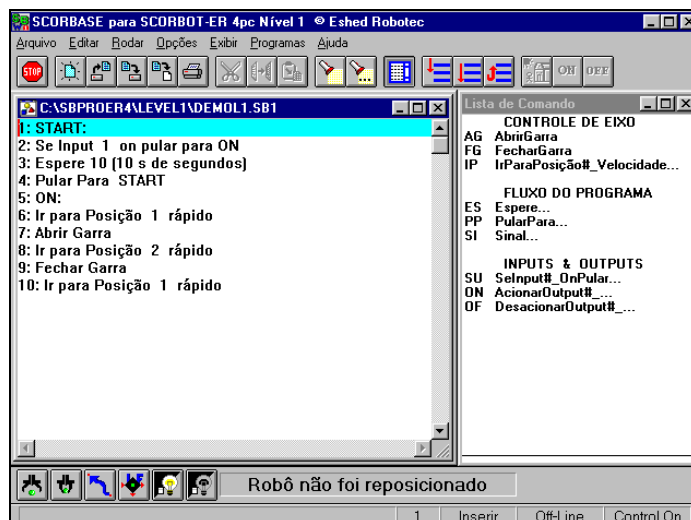 SCORBASE para SCORBOT-ER 4pc Nível 1 © Eshed Robotec
Arquivo Editar Rodar Opções Exibir Programas Ajuda
STOP
ON OFF
C:\SBPROER4\LEVEL1\DEMOL1.SB1
1: START:
2: Se Input 1 on pular para ON
3: Espere 10 (10 s de segundos)
4: Pular Para START
5: ON:
6: Ir para Posição 1 rápido
7: Abrir Garra
8: Ir para Posição 2 rápido
9: Fechar Garra
10: Ir para Posição 1 rápido
Lista de Comando
CONTROLE DE EIXO
AG AbrirGarra
FG FecharGarra
IP IrParaPosição#_Velocidade...
FLUXO DO PROGRAMA
ES Espere...
PP PularPara...
SI Sinal...
INPUTS & OUTPUTS
SU SeInput#_OnPular...
ON AcionarOutput#_...
OF DesacionarOutput#_...
Robô não foi reposicionado
1 Inserir Off-Line Control On